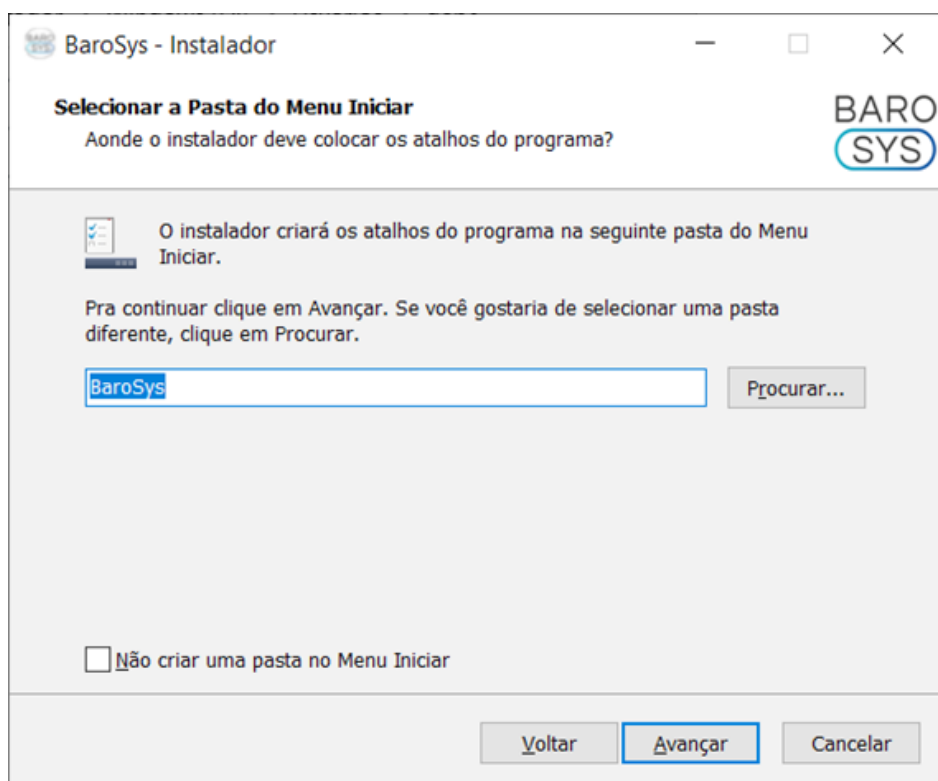 BaroSys - Instalador
Selecionar a Pasta do Menu Iniciar
Aonde o instalador deve colocar os atalhos do programa?
BARO
SYS
O instalador criará os atalhos do programa na seguinte pasta do Menu
Iniciar.
Pra continuar clique em Avançar. Se você gostaria de selecionar uma pasta
diferente, clique em Procurar.
BaroSys
Procurar...
Não criar uma pasta no Menu Iniciar
Voltar
Avançar
Cancelar